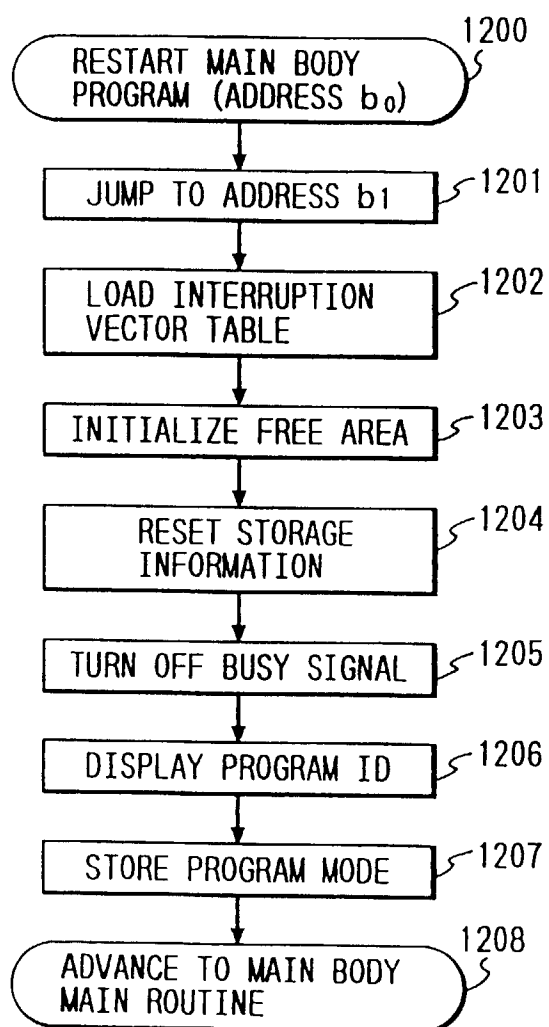 1200
RESTART MAIN BODY
PROGRAM (ADDRESS b0)
1201
JUMP TO ADDRESS b1
1202
LOAD INTERRUPTION
VECTOR TABLE
1203
INITIALIZE FREE AREA
1204
RESET STORAGE
INFORMATION
1205
TURN OFF BUSY SIGNAL
1206
DISPLAY PROGRAM ID
1207
STORE PROGRAM MODE
1208
ADVANCE TO MAIN BODY
MAIN ROUTINE